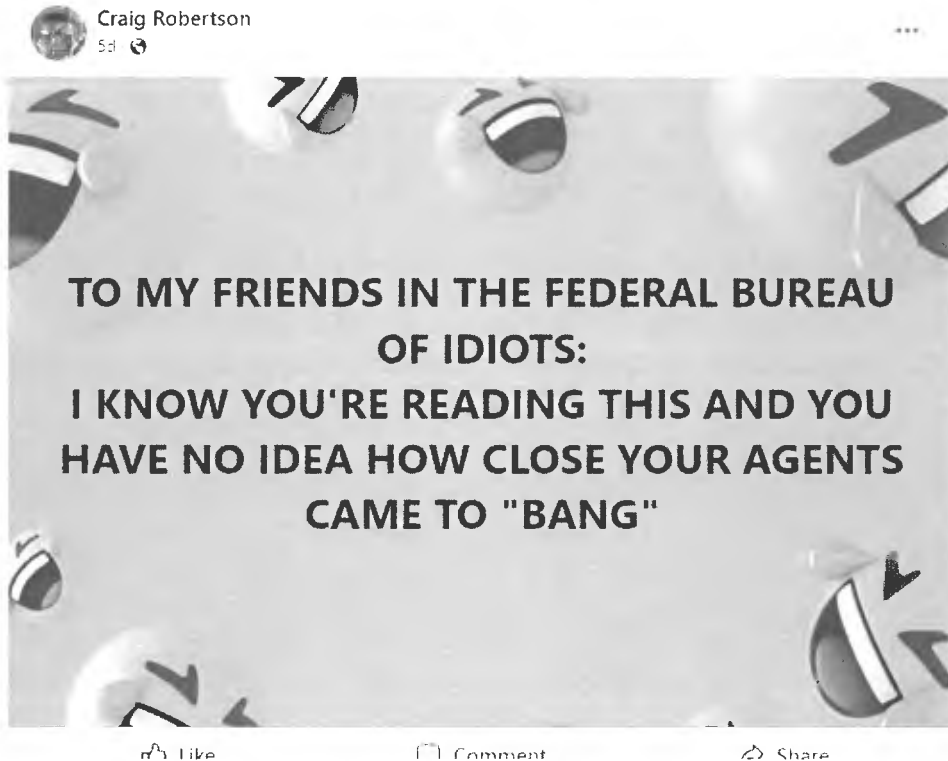 Craig Robertson
5d
TO MY FRIENDS IN THE FEDERAL BUREAU
OF IDIOTS:
I KNOW YOU'RE READING THIS AND YOU
HAVE NO IDEA HOW CLOSE YOUR AGENTS
CAME TO "BANG"
Like Comment Share